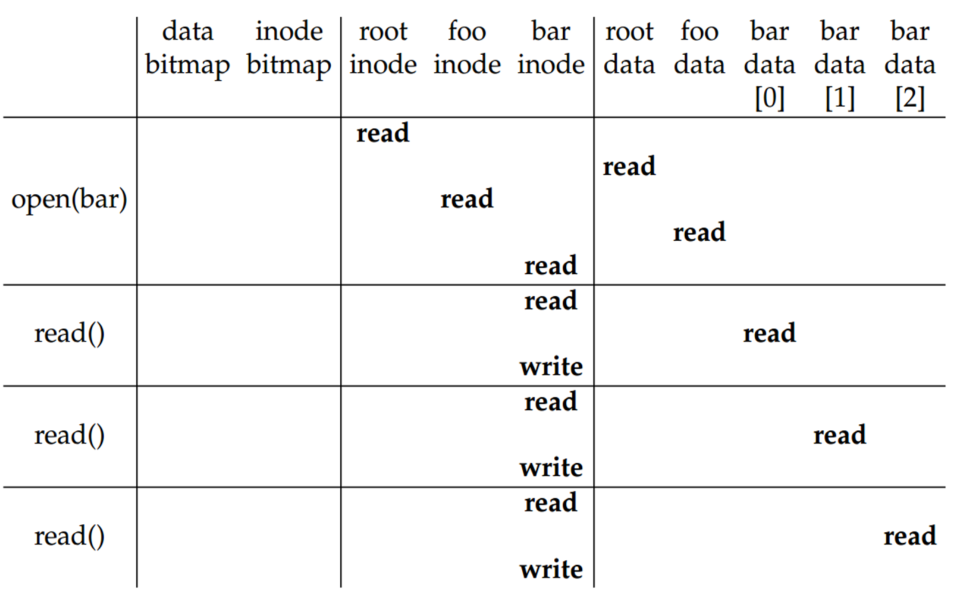 data inode root foo bar root foo bar bar bar
bitmap bitmap inode inode inode data data data data data
[0] [1] [2]
read
read
open(bar) read
read
read
read
read() read
write
read
read() read
write
read
read() read
write